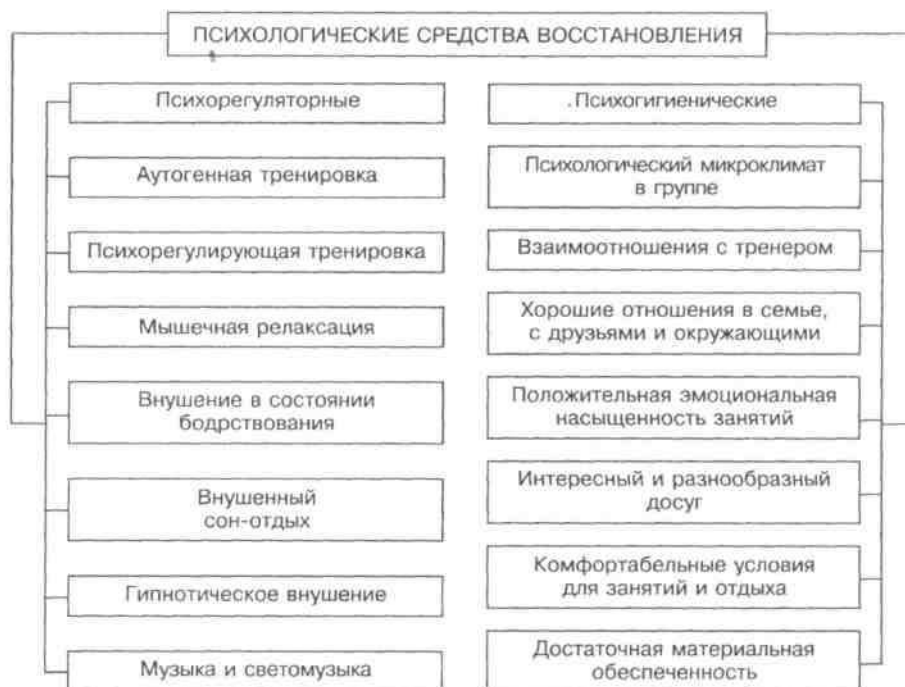 ПСИХОЛОГИЧЕСКИЕ СРЕДСТВА ВОССТАНОВЛЕНИЯ
Психорегуляторные
Аутогенная тренировка
Психорегулирующая тренировка
Мышечная релаксация
Внушение в состоянии
бодрствования
Внушенный
сон-отдых
Гипнотическое внушение
Музыка и светомузыка
.Психогигиенические
Психологический микроклимат
в группе
Взаимоотношения с тренером
Хорошие отношения в семье,
с друзьями и окружающими
Положительная эмоциональная
насыщенность занятий
Интересный и разнообразный
досуг
Комфортабельные условия
для занятий и отдыха
Достаточная материальная
обеспеченность